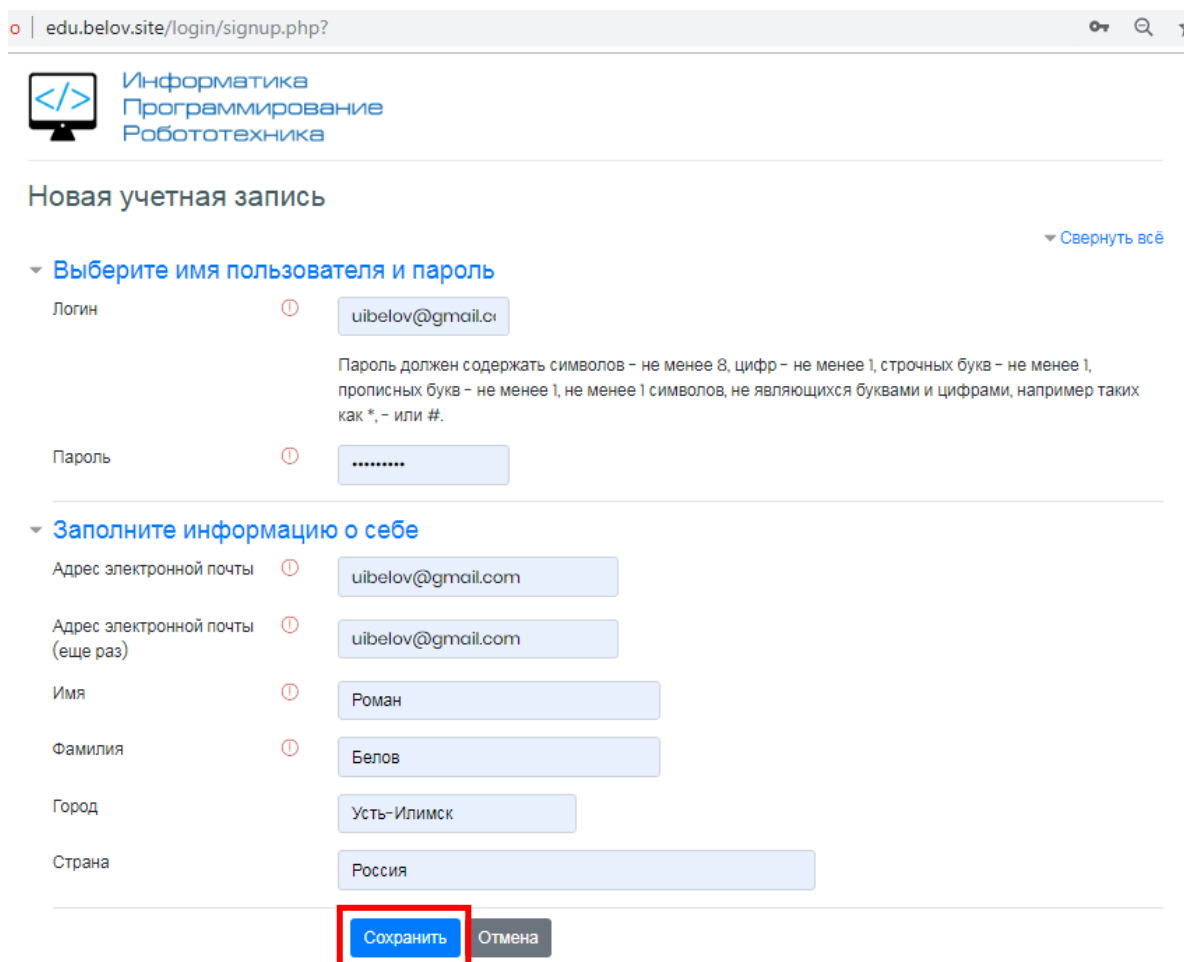 о | edu.belov.site/login/signup.php?
</>
Информатика
Программирование
Робототехника
Новая учетная запись
Свернуть всё
Выберите имя пользователя и пароль
Логин
uibelov@gmail.co
Пароль должен содержать символов - не менее 8, цифр - не менее 1, строчных букв - не менее 1,
прописных букв - не менее 1, не менее 1 символов, не являющихся буквами и цифрами, например таких
как *, - или #.
Пароль
•••••••••
Заполните информацию о себе
Адрес электронной почты
uibelov@gmail.com
Адрес электронной почты
(еще раз)
uibelov@gmail.com
Имя
Роман
Фамилия
Белов
Город
Усть-Илимск
Страна
Россия
Сохранить
Отмена